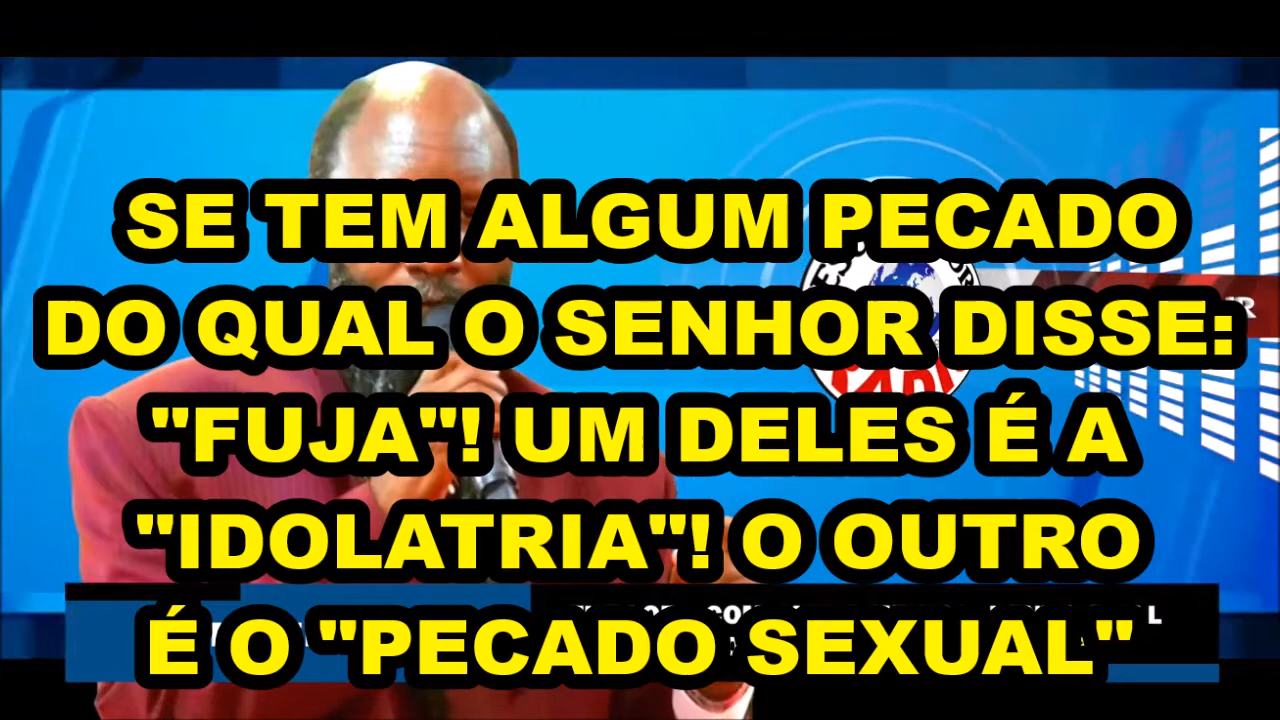 SE TEM ALGUM PECADO
DO QUAL O SENHOR DISSE:
"FUJA"! UM DELES É A
"IDOLATRIA"! O OUTRO
É O "PECADO SEXUAL"